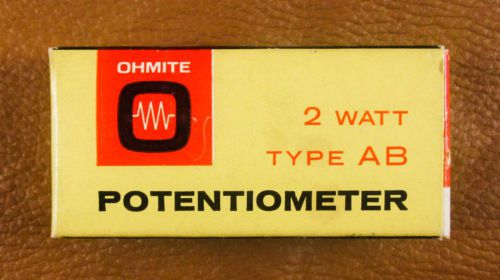 OHMITE
2 WATT
TYPE AB
POTENTIOMETER